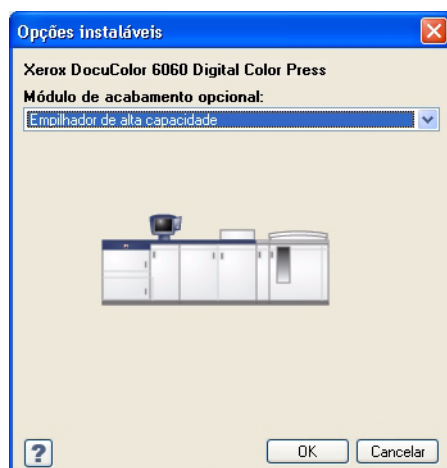 Opções instaláveis
Xerox DocuColor 6060 Digital Color Press
Módulo de acabamento opcional:
Empilhador de alta capacidade
?
OK
Cancelar